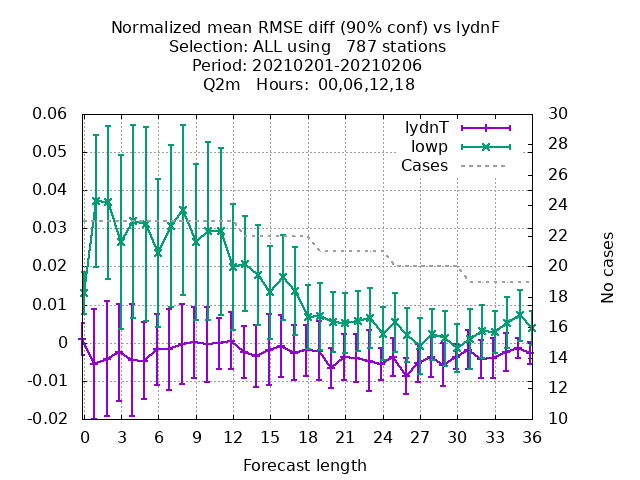 Normalized mean RMSE diff (90% conf) vs lydnF
Selection: ALL using   787 stations
Period: 20210201-20210206
Q2m   Hours:  00,06,12,18
lydnT
lowp
Cases
0.06
0.05
0.04
0.03
0.02
0.01
0
-0.01
-0.02
30
28
26
24
22
20
18
16
14
12
10
No cases
0 3 6 9 12 15 18 21 24 27 30 33 36
Forecast length